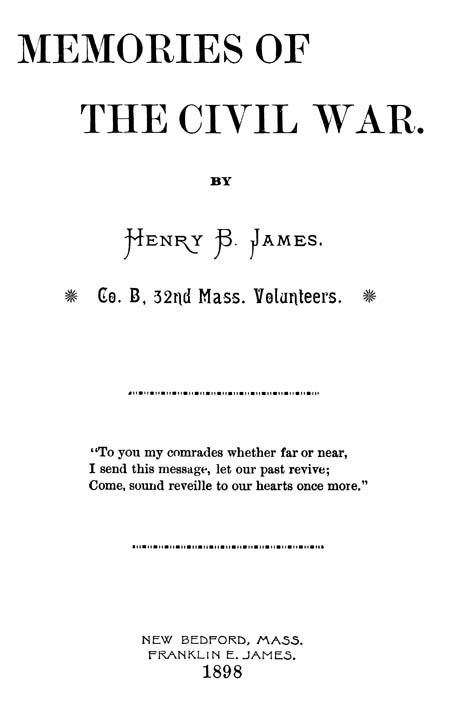 MEMORIES OF
THE CIVIL WAR.
BY
HENRY B. JAMES.
Co. B, 32nd Mass. Volunteers.
"To you my comrades whether far or near,
I send this message, let our past revive;
Come, sound reveille to our hearts once more."
NEW BEDFORD, MASS.
FRANKLIN E. JAMES.
1898